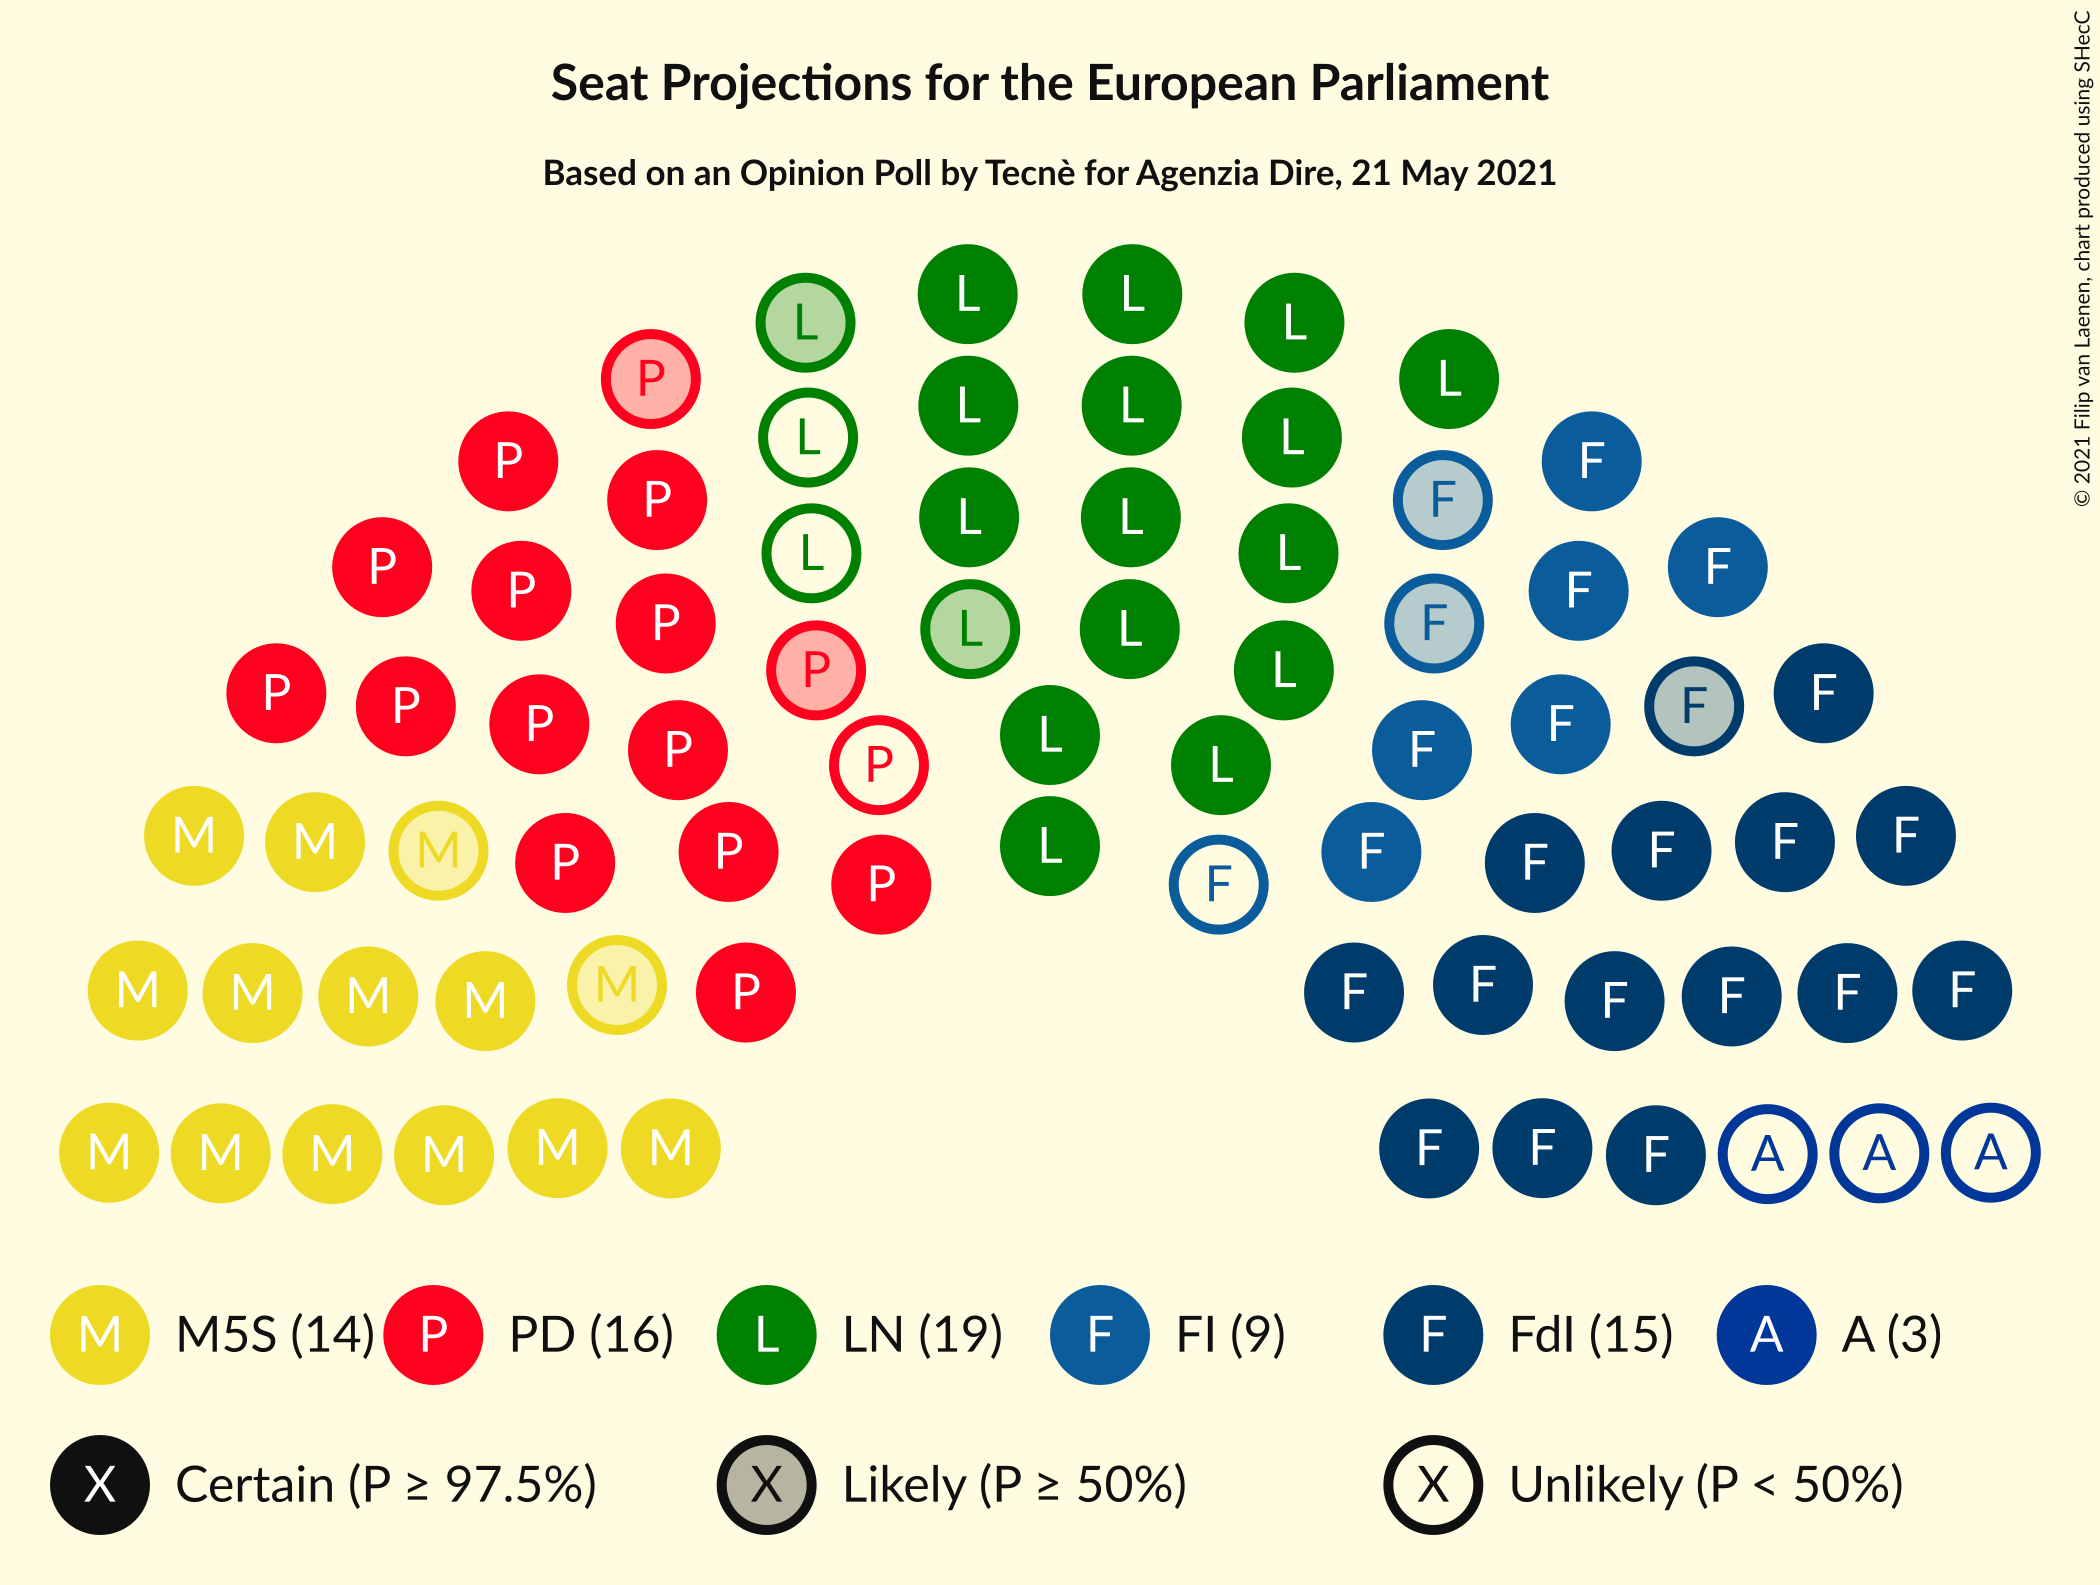 Seat Projections for the European Parliament
Based on an Opinion Poll by Tecnè for Agenzia Dire, 21 May 2021
© 2021 Filip van Laenen, chart produced using SHecC
L L
L L
P L
L L
L L
P F
P F
P F
L L
L L
P F
P F
P L
P F
L L
P L
P F
P F
P P F F
P F
L
P L
M M M P P P L F F F F F F
M M M M M P P F F F F F F
M M M M M M F F F A A A
M M5S (14) P PD (16) L LN (19) F FI (9) F FdI (15) A A (3)
X Certain (P ≥ 97.5%) X Likely (P ≥ 50%) X Unlikely (P < 50%)